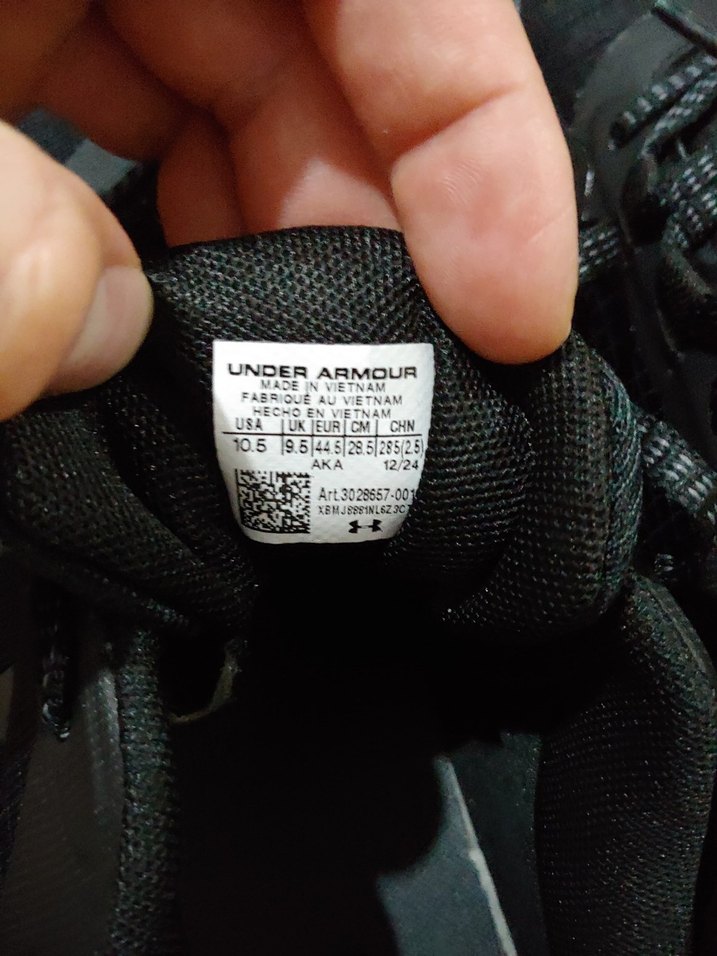 UNDER ARMOUR
MADE IN VIETNAM
FABRIQUÉ AU VIETNAM
HECHO EN VIETNAM
USA UK EUR CM CHN
10.5 9.5 44.5 28.5 285(2.5)
AKA 12/24
Art.3028657-001